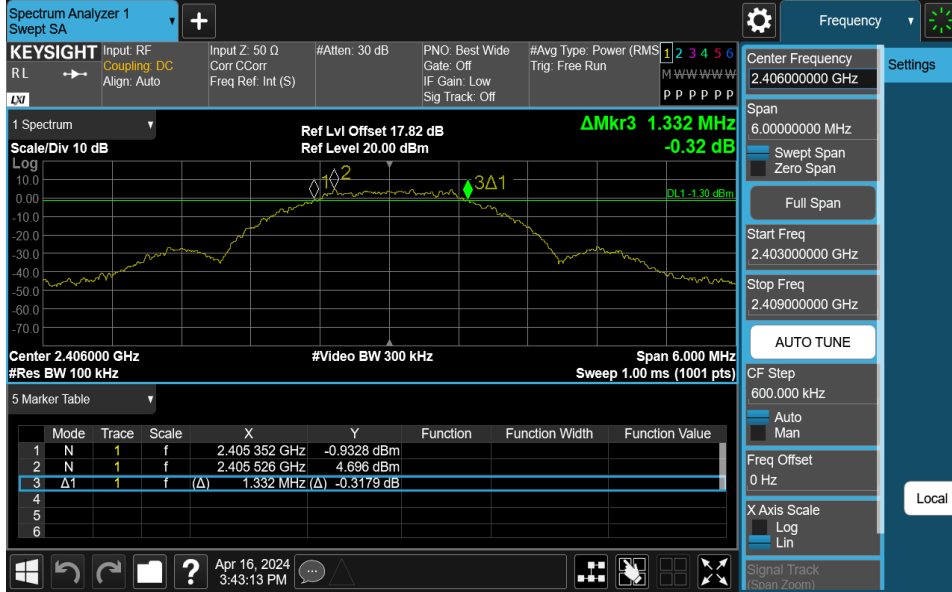 Spectrum Analyzer 1
Swept SA
+
Frequency
KEYSIGHT
RL
LXI
Input: RF
Coupling: DC
Align: Auto
Input Z: 50 Ω
Corr CCorr
Freq Ref: Int (S)
#Atten: 30 dB
PNO: Best Wide
Gate: Off
IF Gain: Low
Sig Track: Off
#Avg Type: Power (RMS
Trig: Free Run
1 2 3 4 5 6
M W W W W W
P P P P P P
Center Frequency
2.406000000 GHz
Settings
Span
6.00000000 MHz
Swept Span
Zero Span
Full Span
Start Freq
2.403000000 GHz
Stop Freq
2.409000000 GHz
AUTO TUNE
CF Step
600.000 kHz
Auto
Man
Freq Offset
0 Hz
X Axis Scale
Log
Lin
Signal Track
(Span Zoom)
Local
1 Spectrum
Scale/Div 10 dB
Ref Lvl Offset 17.82 dB
Ref Level 20.00 dBm
ΔMkr3 1.332 MHz
-0.32 dB
Log
10.0
0.00
-10.0
-20.0
-30.0
-40.0
-50.0
-60.0
-70.0
1
2
3Δ1
DL1 -1.30 dBm
Center 2.406000 GHz
#Res BW 100 kHz
#Video BW 300 kHz
Span 6.000 MHz
Sweep 1.00 ms (1001 pts)
5 Marker Table
Mode Trace Scale X Y Function Function Width Function Value
1 N 1 f 2.405 352 GHz -0.9328 dBm
2 N 1 f 2.405 526 GHz 4.696 dBm
3 Δ1 1 f (Δ) 1.332 MHz (Δ) -0.3179 dB
4
5
6
?
Apr 16, 2024
3:43:13 PM